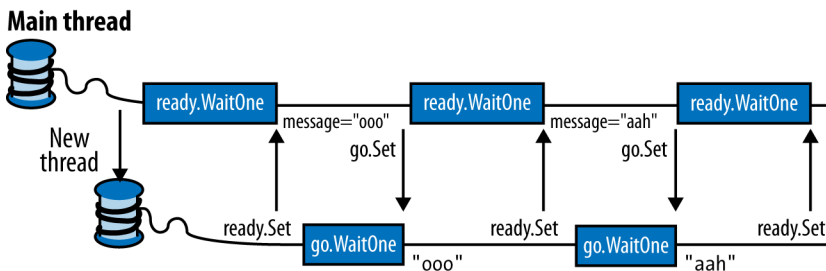 Main thread
ready.WaitOne
ready.WaitOne
ready.WaitOne
message="ooo"
message="aah"
New
thread
go.Set
go.Set
ready.Set
ready.Set
ready.Set
go.WaitOne
go.WaitOne
"ooo"
"aah"